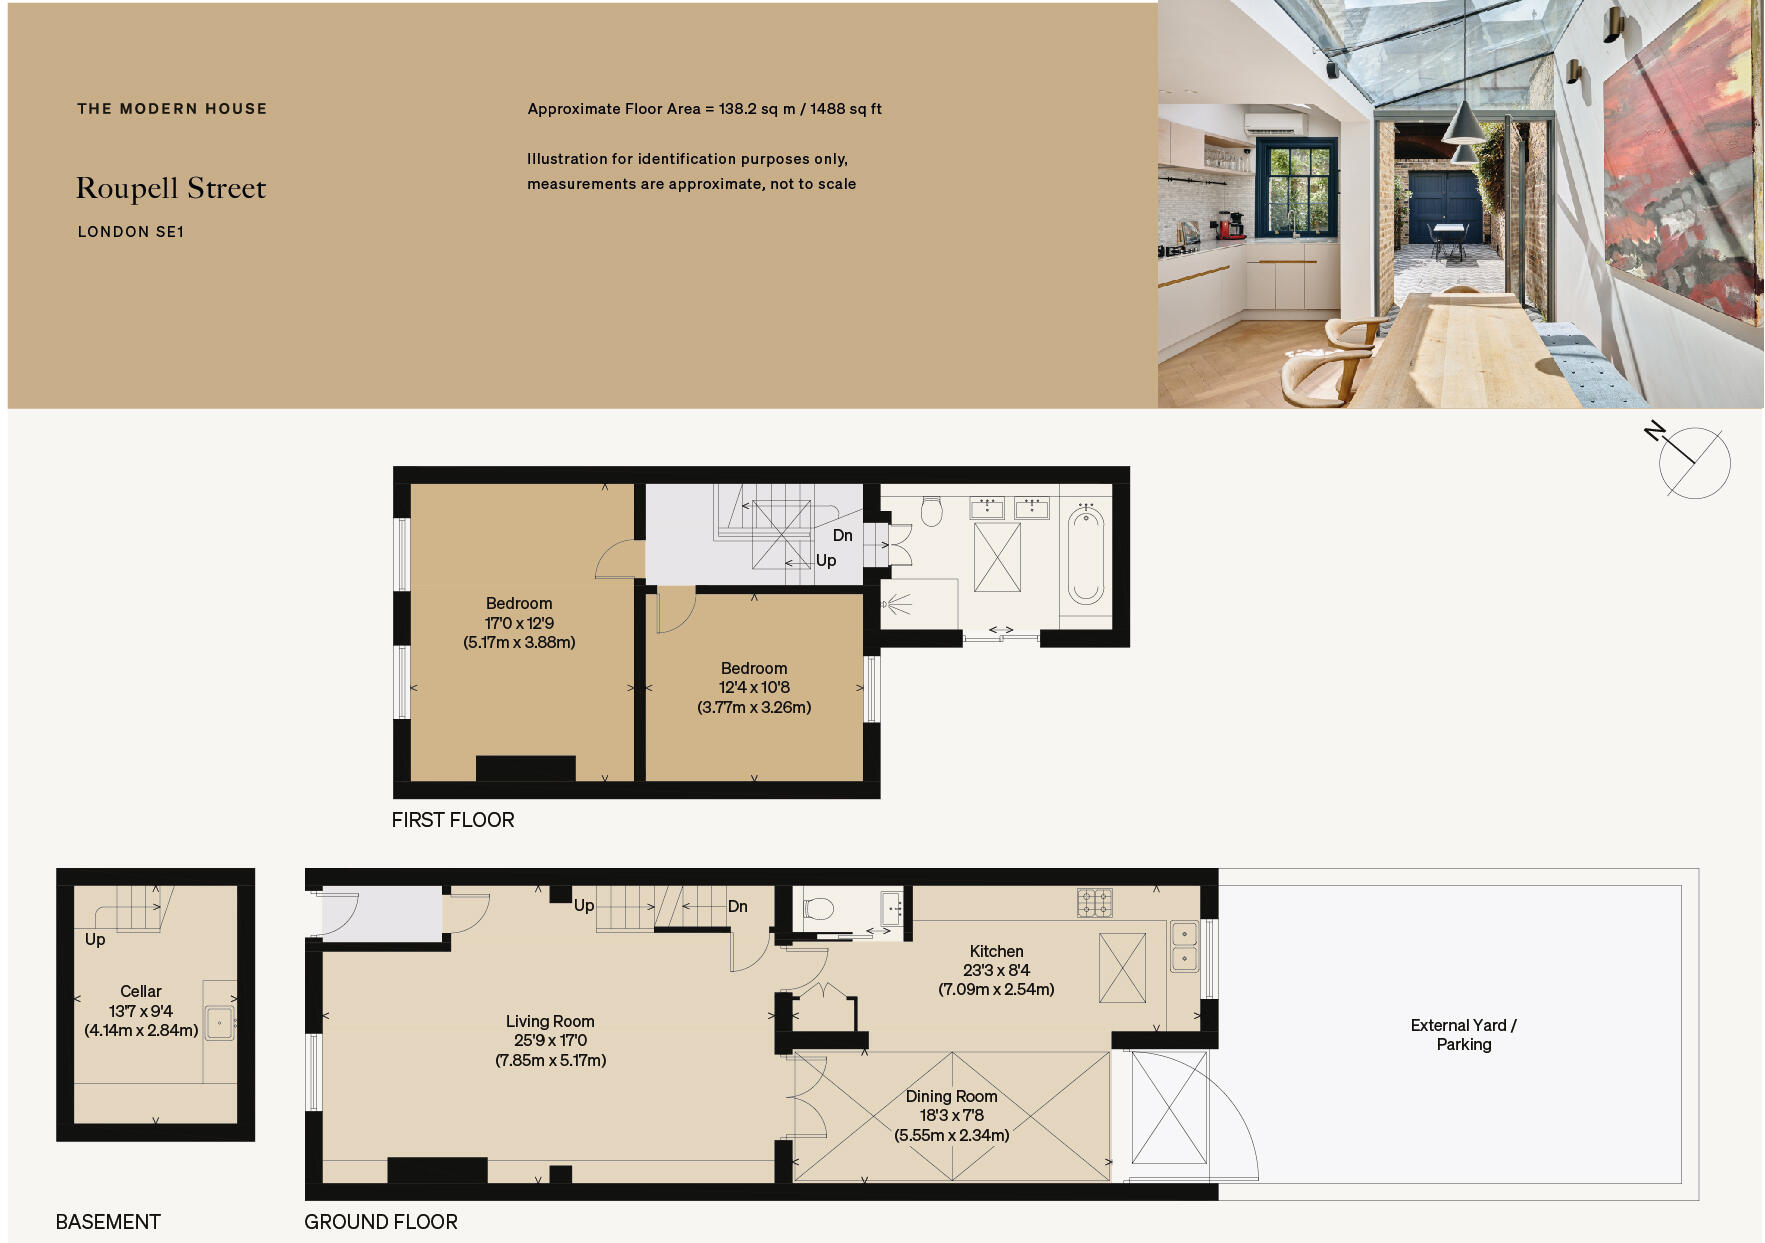 THE MODERN HOUSE
Roupell Street
LONDON SE1
Approximate Floor Area = 138.2 sq m / 1488 sq ft
Illustration for identification purposes only,
measurements are approximate, not to scale
N
Dn
Up
Bedroom
17'0 x 12'9
(5.17m x 3.88m)
Bedroom
12'4 x 10'8
(3.77m x 3.26m)
FIRST FLOOR
Up
Cellar
13'7 x 9'4
(4.14m x 2.84m)
BASEMENT
Up
Dn
Living Room
25'9 x 17'0
(7.85m x 5.17m)
Kitchen
23'3 x 8'4
(7.09m x 2.54m)
Dining Room
18'3 x 7'8
(5.55m x 2.34m)
External Yard /
Parking
GROUND FLOOR